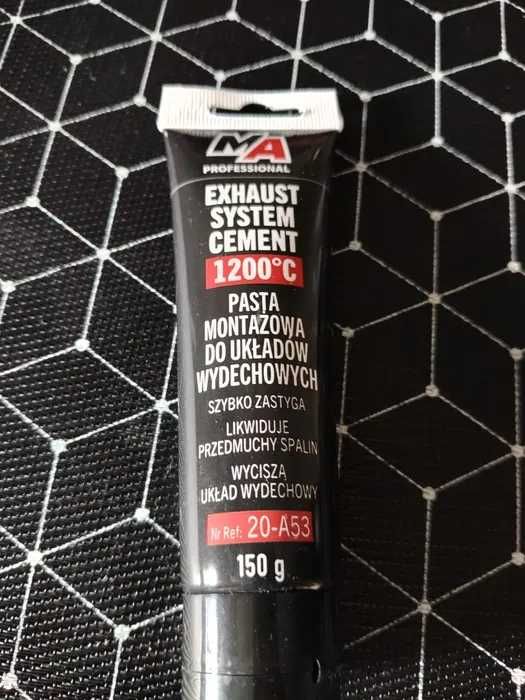 MA
PROFESSIONAL
EXHAUST
SYSTEM
CEMENT
1200°C
PASTA
MONTAŻOWA
DO UKŁADÓW
WYDECHOWYCH
SZYBKO ZASTYGA
LIKWIDUJE
PRZEDMUCHY SPALIN
WYCISZA
UKŁAD WYDECHOWY
Nr Ref: 20-A53
150 g